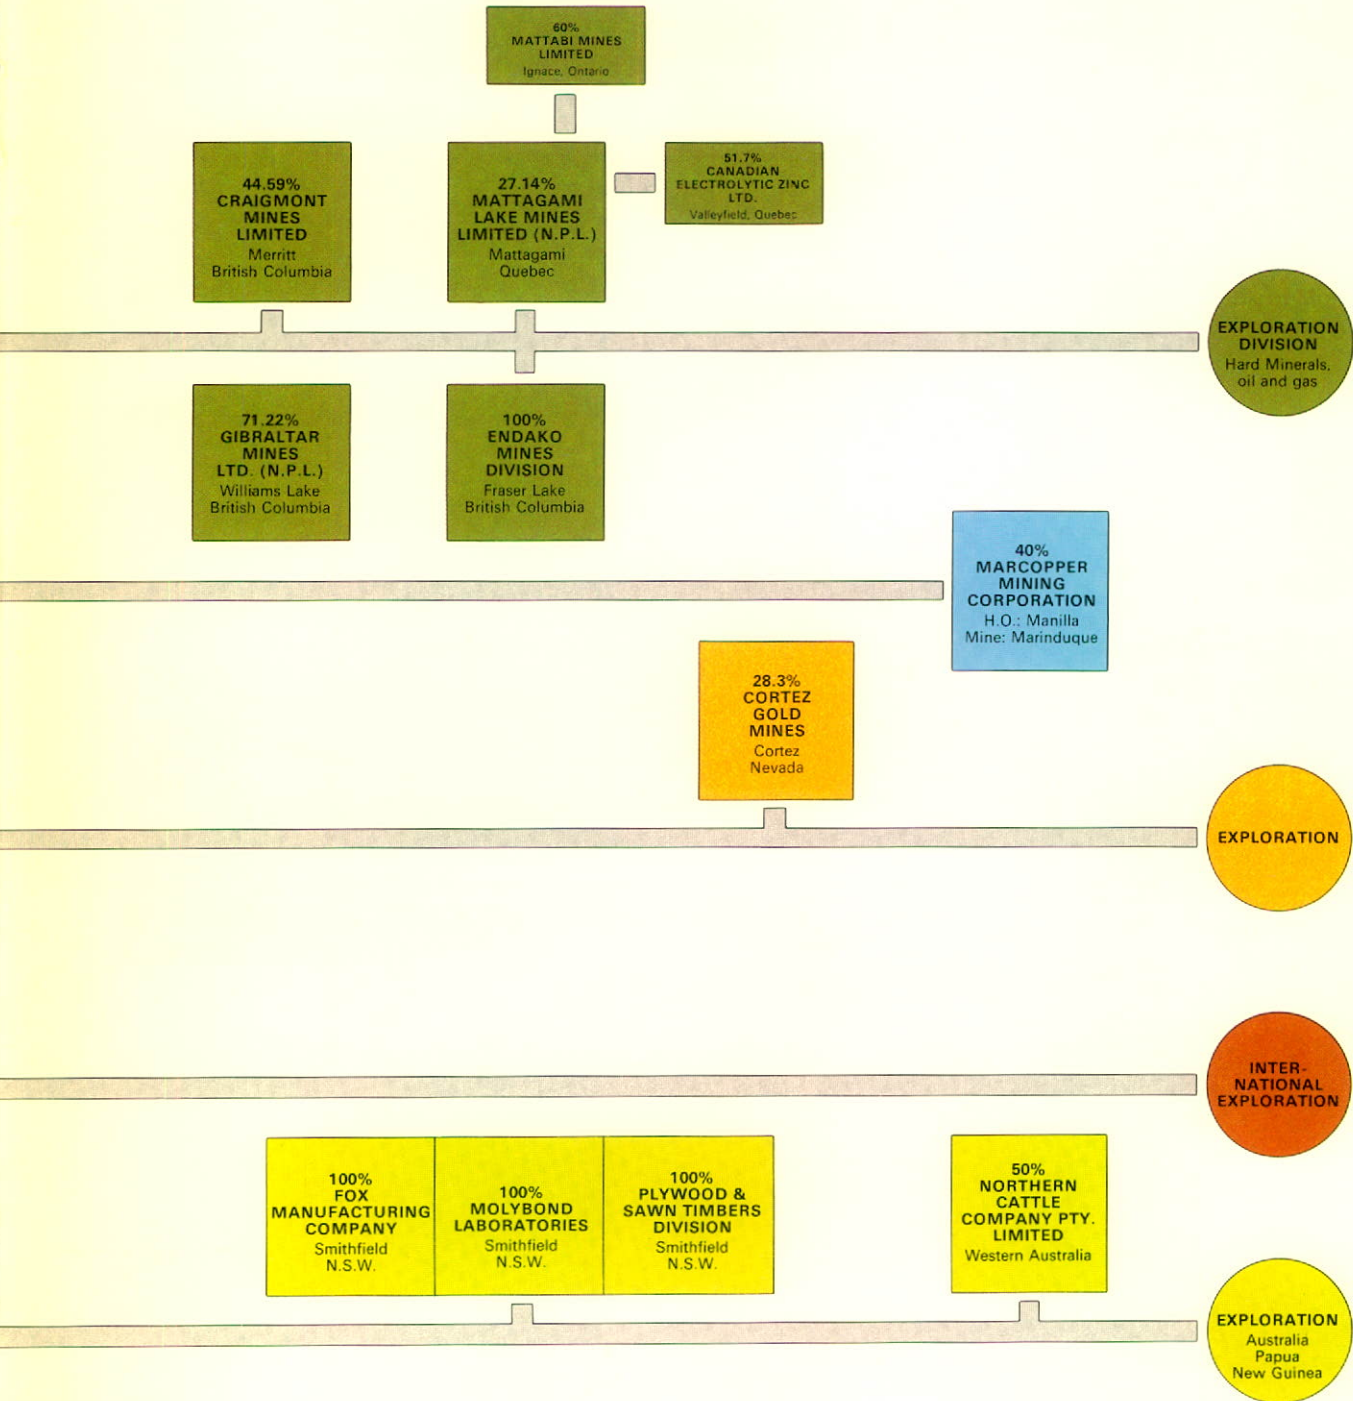 60%
MATTABI MINES
LIMITED
Ignace, Ontario
44.59%
CRAIGMONT
MINES
LIMITED
Merritt
British Columbia
27.14%
MATTAGAMI
LAKE MINES
LIMITED (N.P.L.)
Mattagami
Quebec
51.7%
CANADIAN
ELECTROLYTIC ZINC
LTD.
Valleyfield, Quebec
EXPLORATION
DIVISION
Hard Minerals,
oil and gas
71.22%
GIBRALTAR
MINES
LTD. (N.P.L.)
Williams Lake
British Columbia
100%
ENDAKO
MINES
DIVISION
Fraser Lake
British Columbia
40%
MARCOPPER
MINING
CORPORATION
H.O.: Manilla
Mine: Marinduque
28.3%
CORTEZ
GOLD
MINES
Cortez
Nevada
EXPLORATION
INTER-
NATIONAL
EXPLORATION
100%
FOX
MANUFACTURING
COMPANY
Smithfield
N.S.W.
100%
MOLYBOND
LABORATORIES
Smithfield
N.S.W.
100%
PLYWOOD &
SAWN TIMBERS
DIVISION
Smithfield
N.S.W.
50%
NORTHERN
CATTLE
COMPANY PTY.
LIMITED
Western Australia
EXPLORATION
Australia
Papua
New Guinea